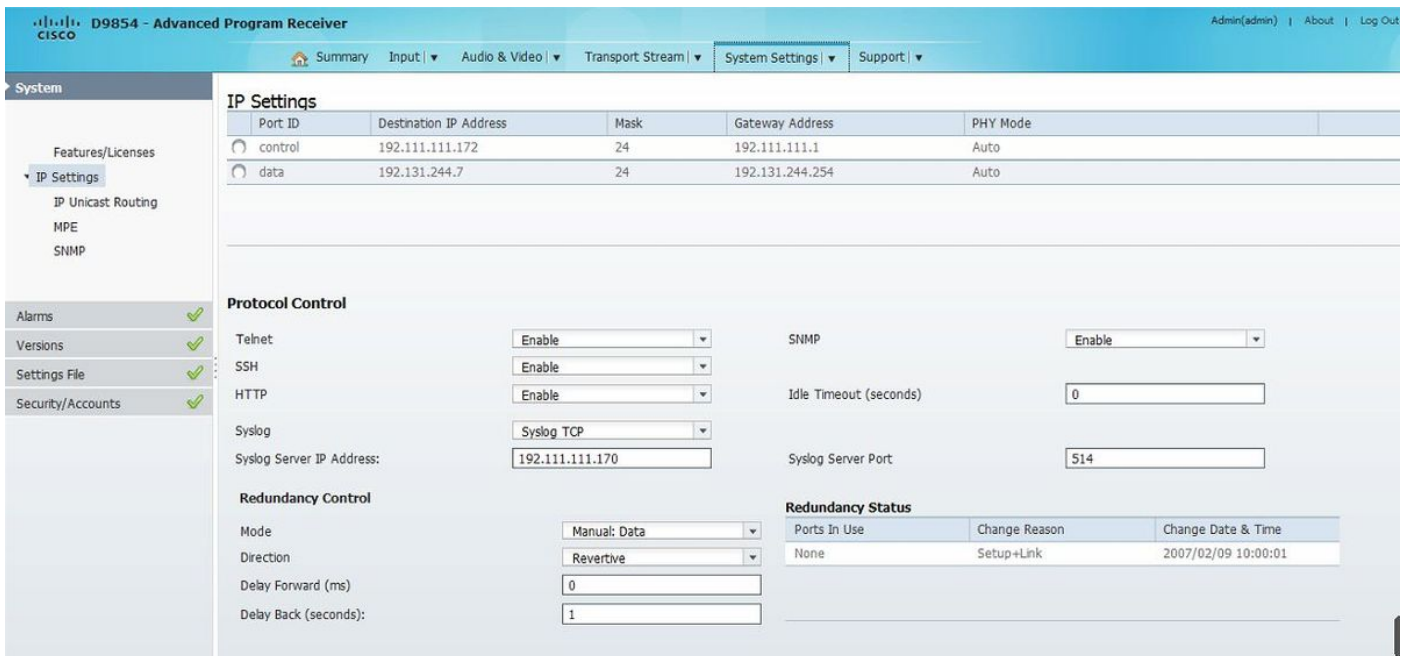 CISCO D9854 - Advanced Program Receiver
Admin(admin) | About | Log Out
Summary Input | Audio & Video | Transport Stream | System Settings | Support |
System
Features/Licenses
IP Settings
IP Unicast Routing
MPE
SNMP
Alarms
Versions
Settings File
Security/Accounts
IP Settings
Port ID Destination IP Address Mask Gateway Address PHY Mode
control 192.111.111.172 24 192.111.111.1 Auto
data 192.131.244.7 24 192.131.244.254 Auto
Protocol Control
Telnet Enable SNMP Enable
SSH Enable
HTTP Enable Idle Timeout (seconds) 0
Syslog Syslog TCP
Syslog Server IP Address: 192.111.111.170 Syslog Server Port 514
Redundancy Control
Mode Manual: Data
Direction Revertive
Delay Forward (ms) 0
Delay Back (seconds): 1
Redundancy Status
Ports In Use Change Reason Change Date & Time
None Setup+Link 2007/02/09 10:00:01